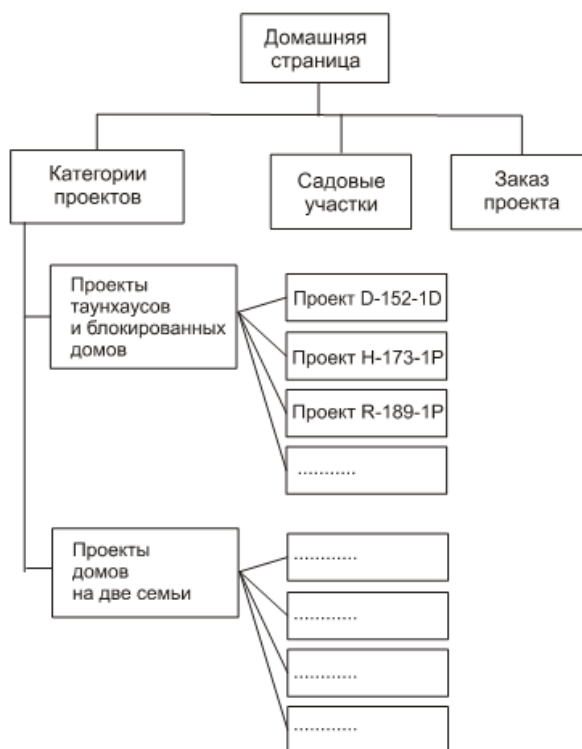 Домашняя
страница
Категории
проектов
Садовые
участки
Заказ
проекта
Проекты
таунхаусов
и блокированных
домов
Проект D-152-1D
Проект H-173-1P
Проект R-189-1P
...........
Проекты
домов
на две семьи
............
............
............
............